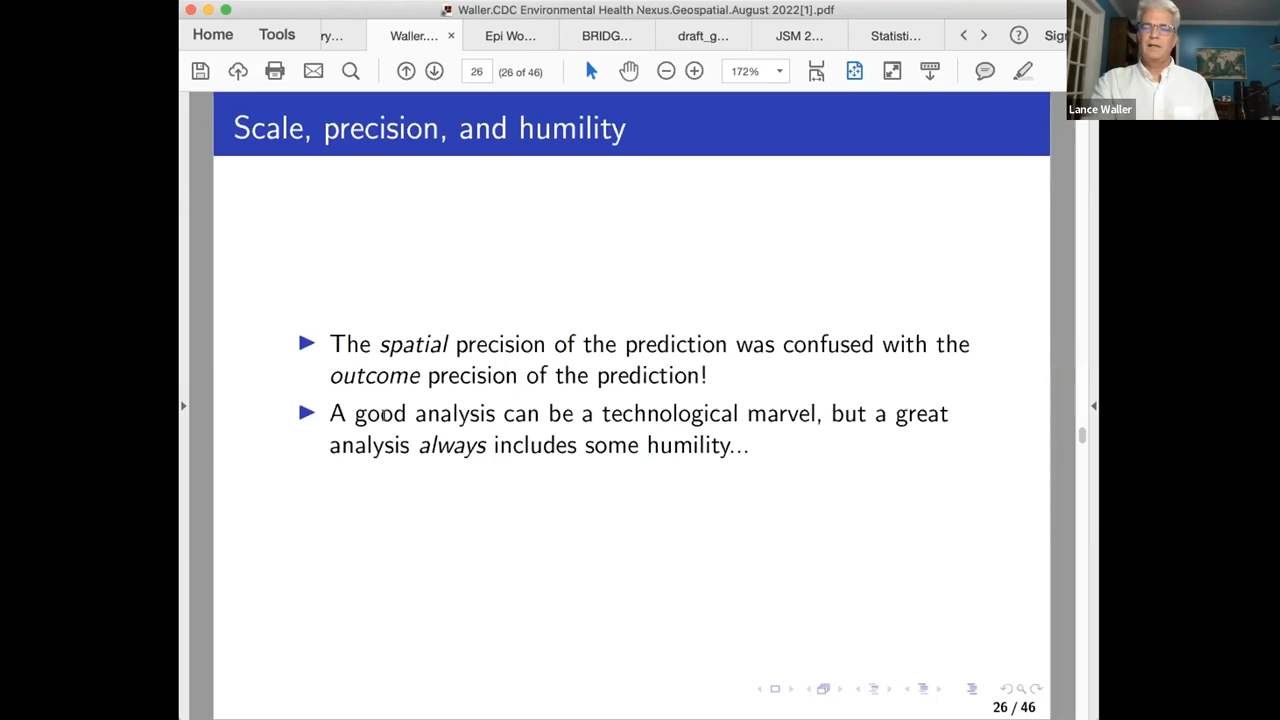 Waller.CDC Environmental Health Nexus.Geospatial.August 2022[1].pdf
Home Tools ry... Waller.... × Epi Wo... BRIDG... draft_g... JSM 2... Statisti... Sig
26 (26 of 46) 172%
Lance Waller
Scale, precision, and humility
The spatial precision of the prediction was confused with the
outcome precision of the prediction!
A good analysis can be a technological marvel, but a great
analysis always includes some humility...
26 / 46